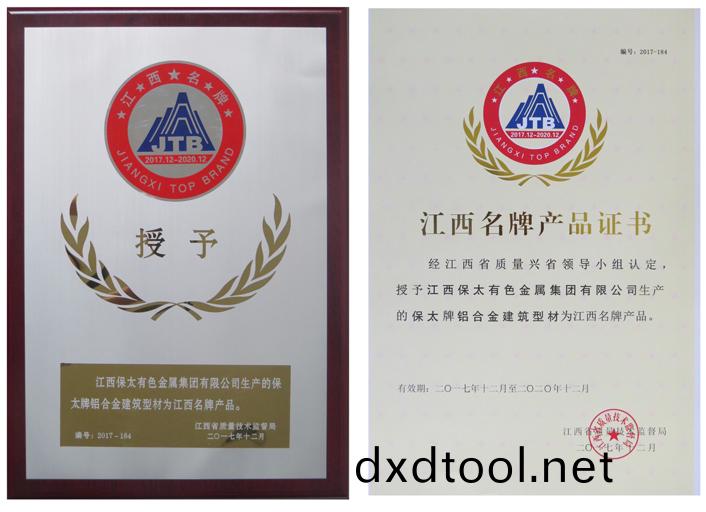 江西名牌
JTB
2017.12-2020.12
JIANGXI TOP BRAND
授予
江西保太有色金属集团有限公司生产的保
太牌铝合金建筑型材为江西名牌产品。
江西省质量技术监督局
编号：2017-184
二〇一七年十二月
编号：2017-184
江西名牌
JTB
2017.12-2020.12
JIANGXI TOP BRAND
江西名牌产品证书
经江西省质量兴省领导小组认定，
授予江西保太有色金属集团有限公司生产
的保太牌铝合金建筑型材为江西名牌产品。
有效期：二〇一七年十二月至二〇二〇年十二月
江西省质量技术监督局
二〇一七年十二月
dxdtool.net